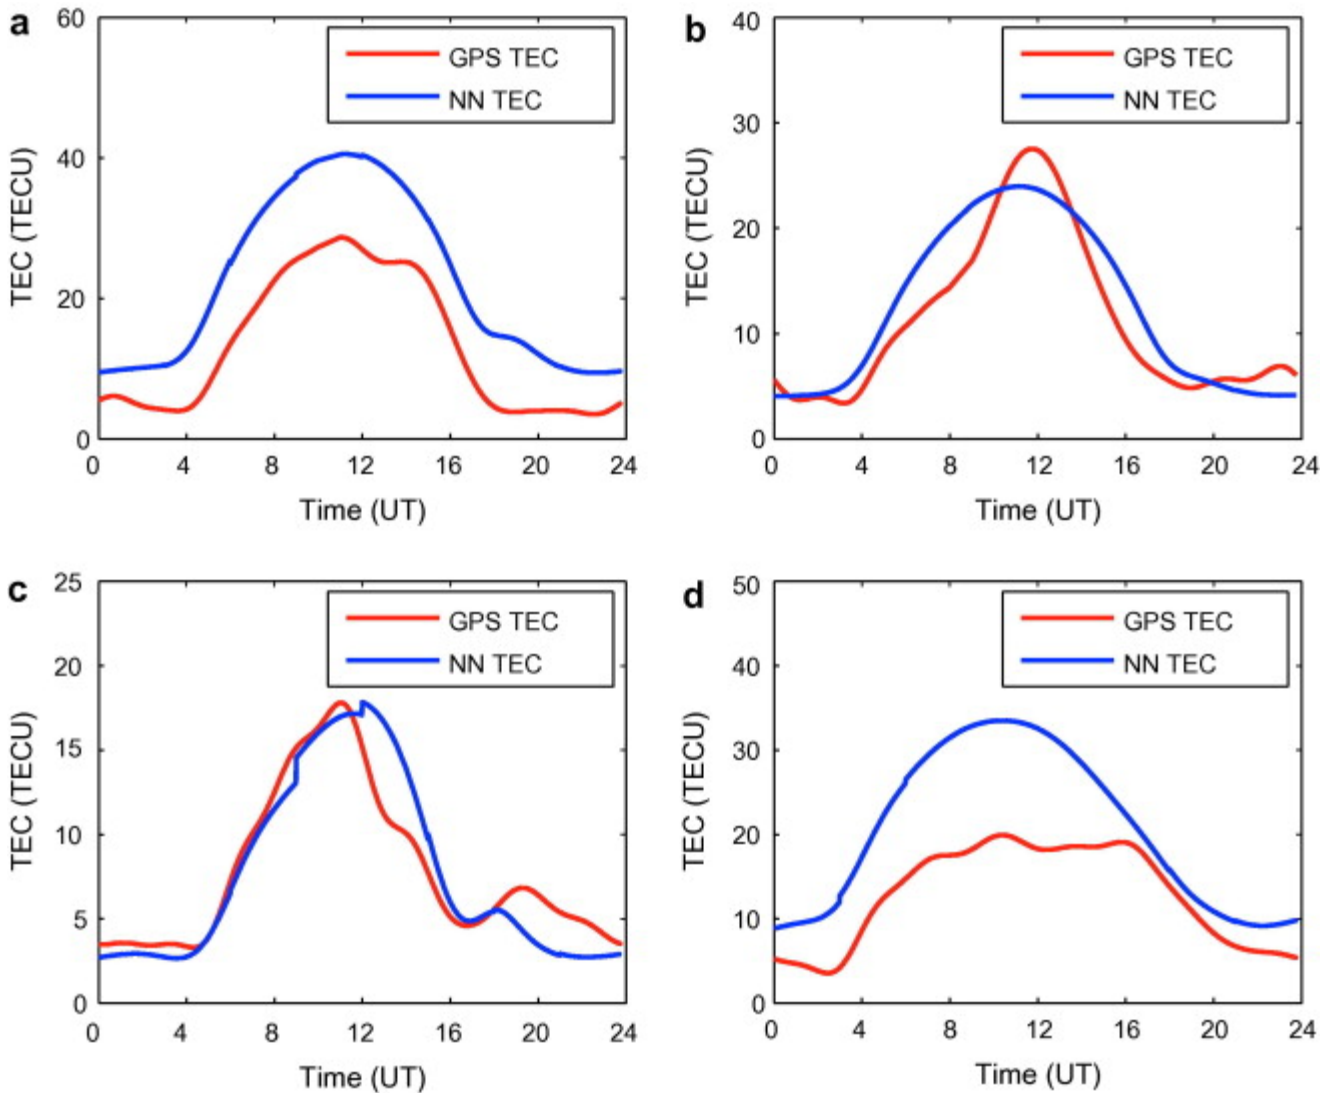 a
60
40
20
0
TEC (TECU)
GPS TEC
NN TEC
0 4 8 12 16 20 24
Time (UT)
b
40
30
20
10
0
TEC (TECU)
GPS TEC
NN TEC
0 4 8 12 16 20 24
Time (UT)
c
25
20
15
10
5
0
TEC (TECU)
GPS TEC
NN TEC
0 4 8 12 16 20 24
Time (UT)
d
50
40
30
20
10
0
TEC (TECU)
GPS TEC
NN TEC
0 4 8 12 16 20 24
Time (UT)